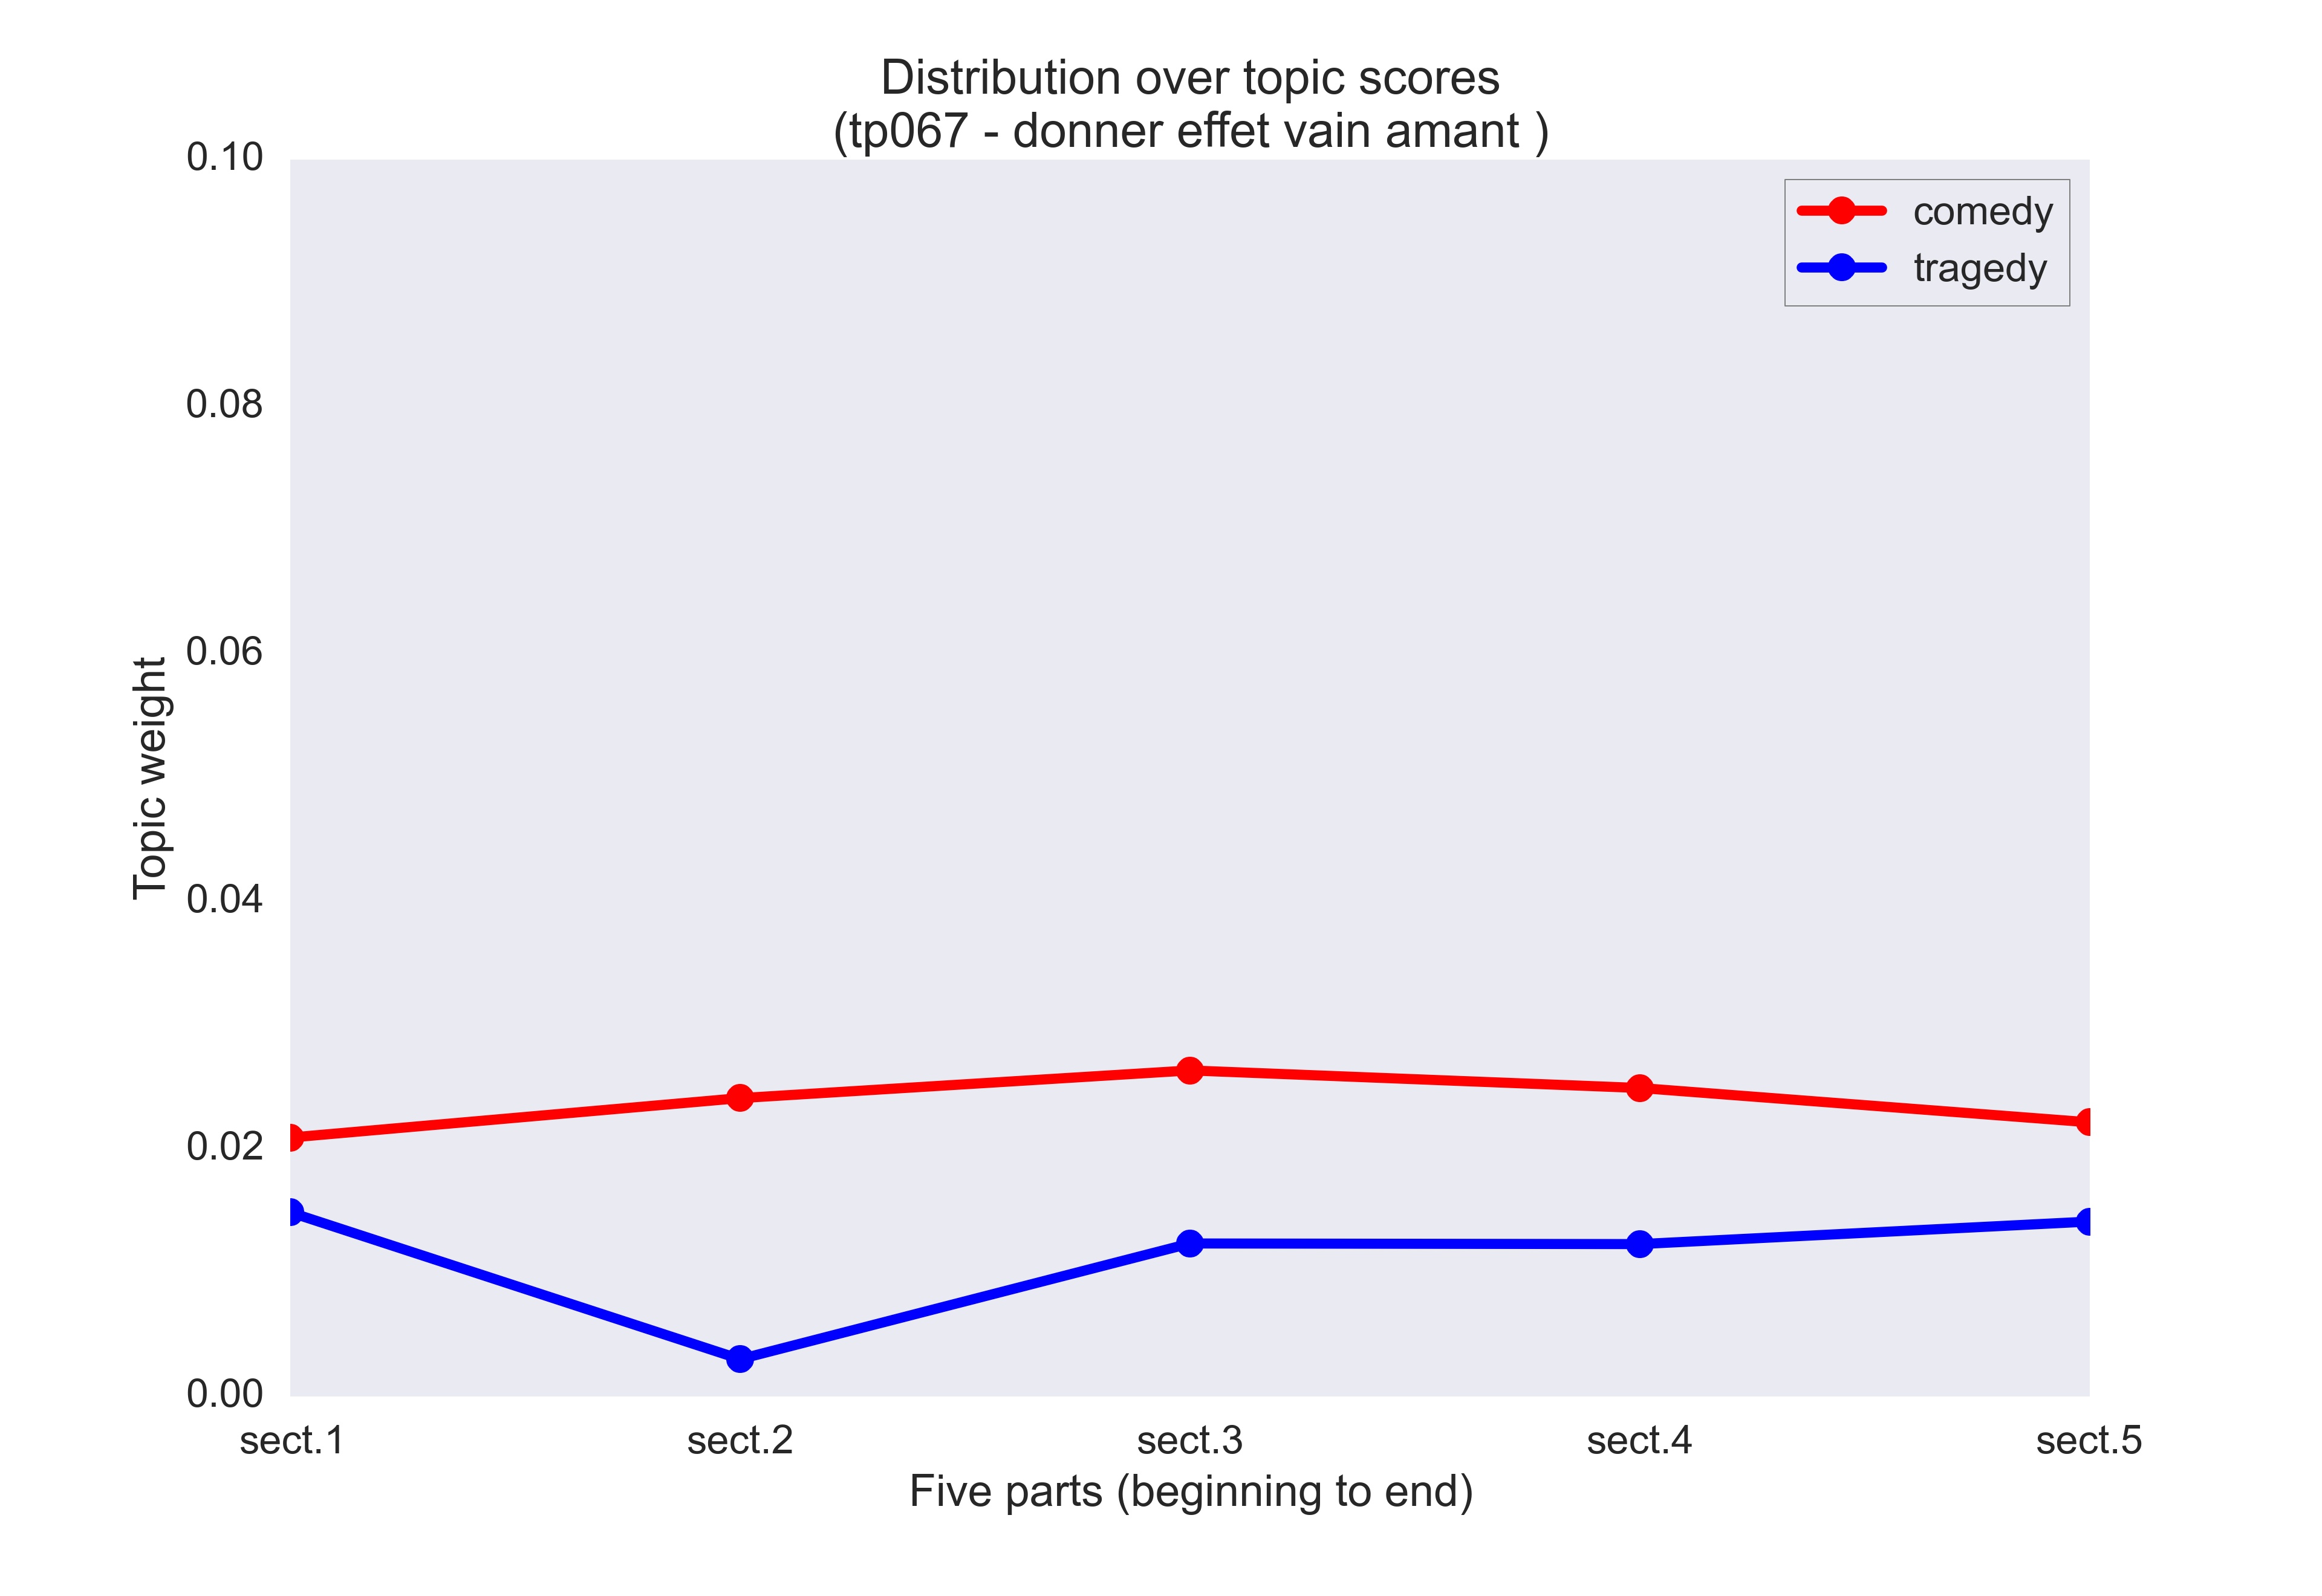 Distribution over topic scores
(tp067 - donner effet vain amant )
comedy
tragedy
0.10
0.08
0.06
0.04
0.02
0.00
Topic weight
sect.1 sect.2 sect.3 sect.4 sect.5
Five parts (beginning to end)